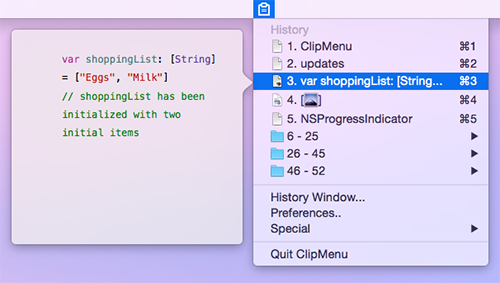 var shoppingList: [String]
= ["Eggs", "Milk"]
// shoppingList has been
initialized with two
initial items
History
1. ClipMenu ⌘1
2. updates ⌘2
3. var shoppingList: [String... ⌘3
4. [ ] ⌘4
5. NSProgressIndicator ⌘5
6 - 25
26 - 45
46 - 52
History Window...
Preferences..
Special
Quit ClipMenu